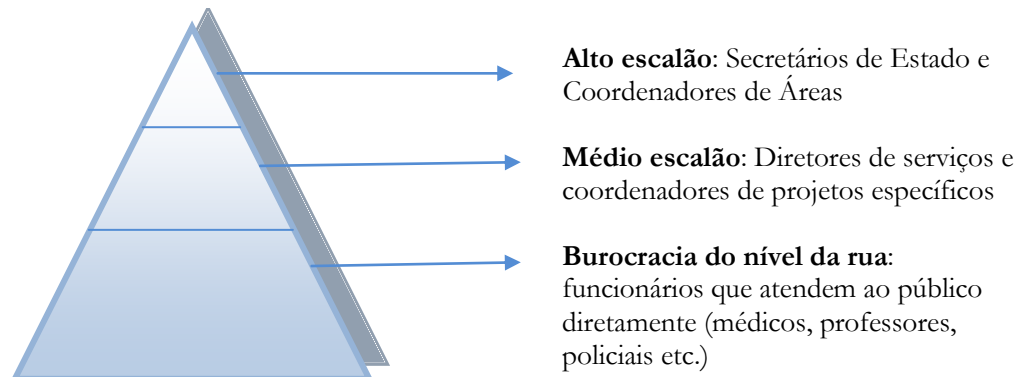 Alto escalão: Secretários de Estado e
Coordenadores de Áreas
Médio escalão: Diretores de serviços e
coordenadores de projetos específicos
Burocracia do nível da rua:
funcionários que atendem ao público
diretamente (médicos, professores,
policiais etc.)